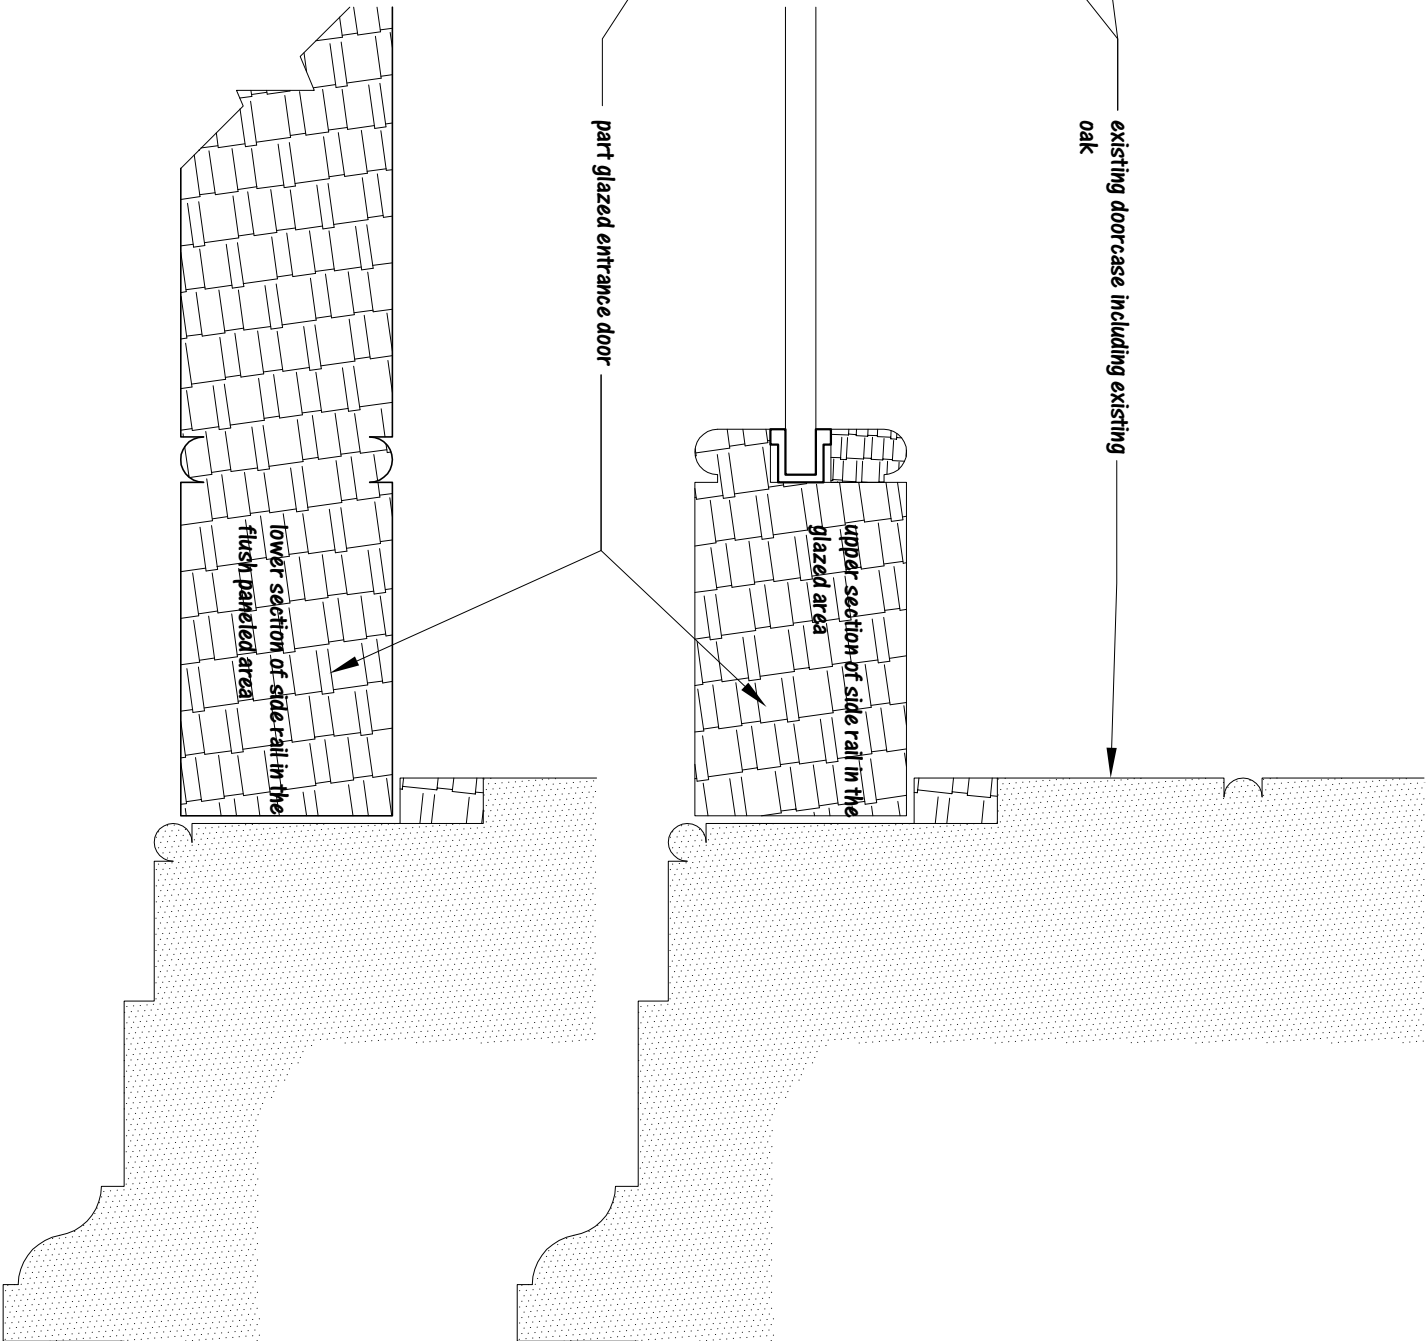 existing doorcase including existing
oak
part glazed entrance door
upper section of side rail in the
glazed area
lower section of side rail in the
flush paneled area